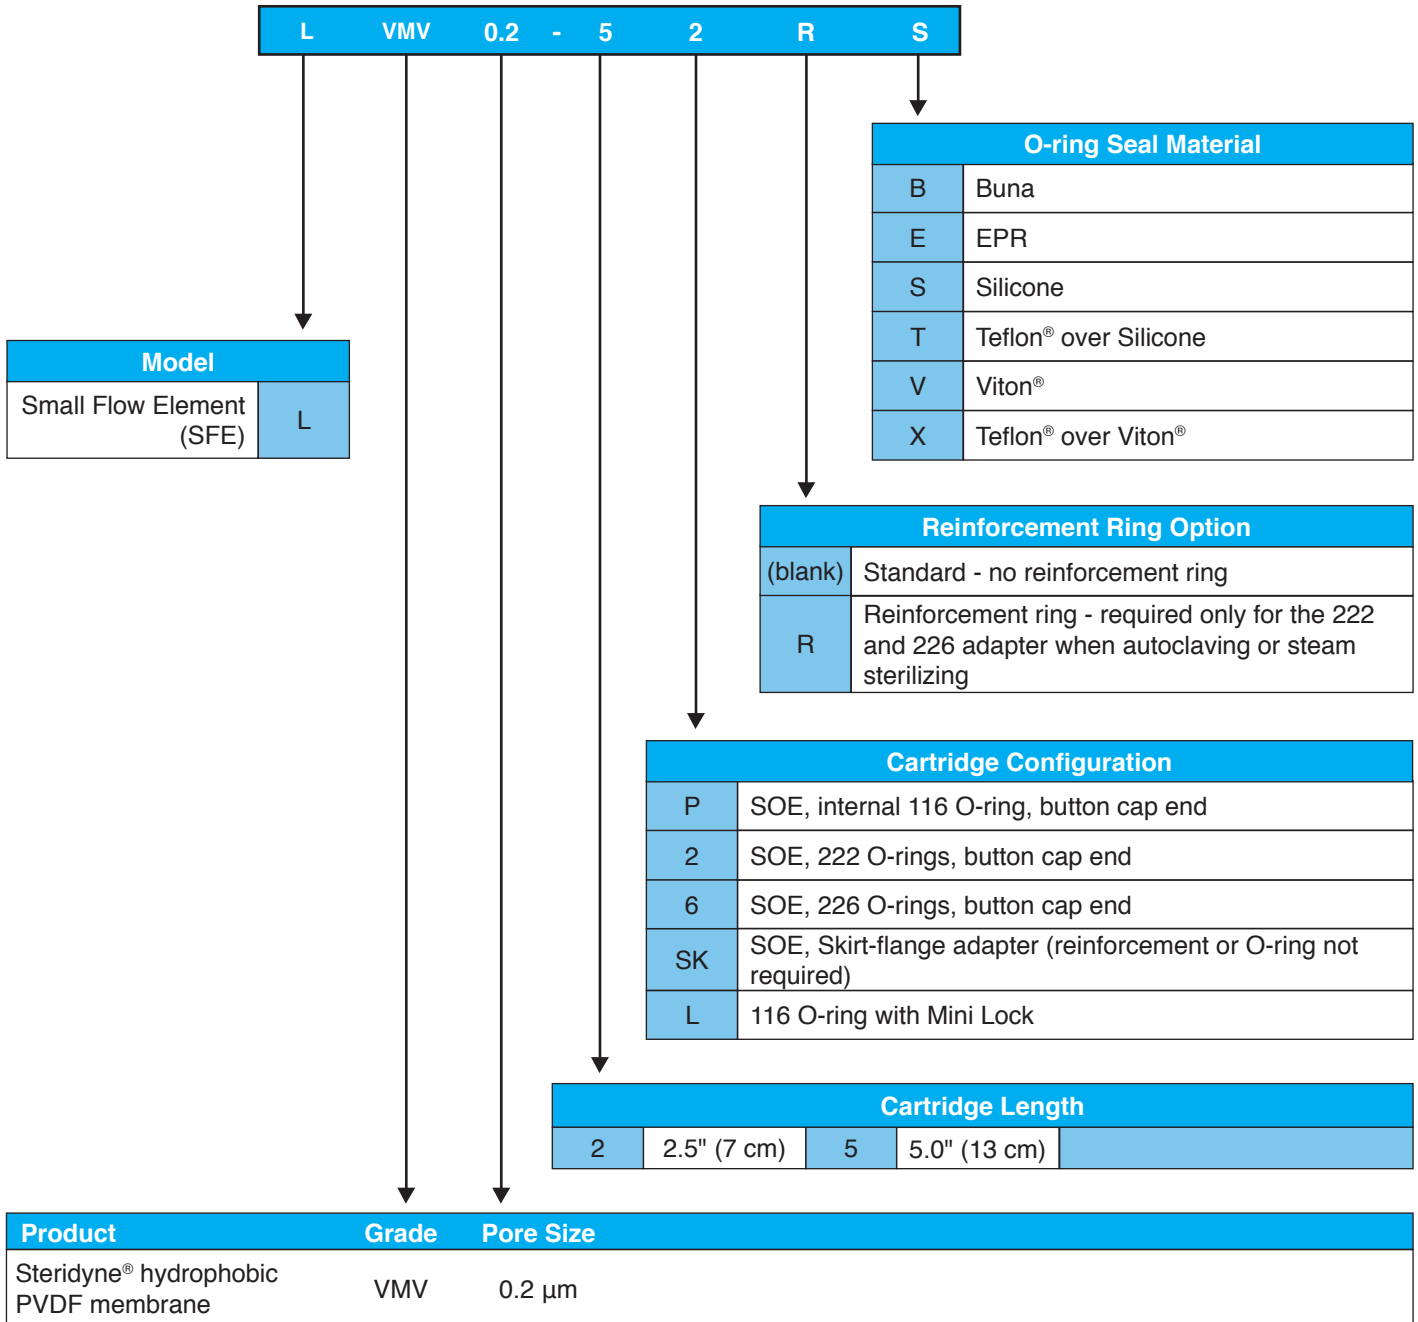 L VMV 0.2 - 5 2 R S
O-ring Seal Material
B Buna
E EPR
S Silicone
T Teflon® over Silicone
V Viton®
X Teflon® over Viton®
Model
Small Flow Element
(SFE)
L
Reinforcement Ring Option
(blank) Standard - no reinforcement ring
R
Reinforcement ring - required only for the 222
and 226 adapter when autoclaving or steam
sterilizing
Cartridge Configuration
P SOE, internal 116 O-ring, button cap end
2 SOE, 222 O-rings, button cap end
6 SOE, 226 O-rings, button cap end
SK
SOE, Skirt-flange adapter (reinforcement or O-ring not
required)
L 116 O-ring with Mini Lock
Cartridge Length
2 2.5" (7 cm) 5 5.0" (13 cm)
Product Grade Pore Size
Steridyne® hydrophobic
PVDF membrane
VMV 0.2 µm